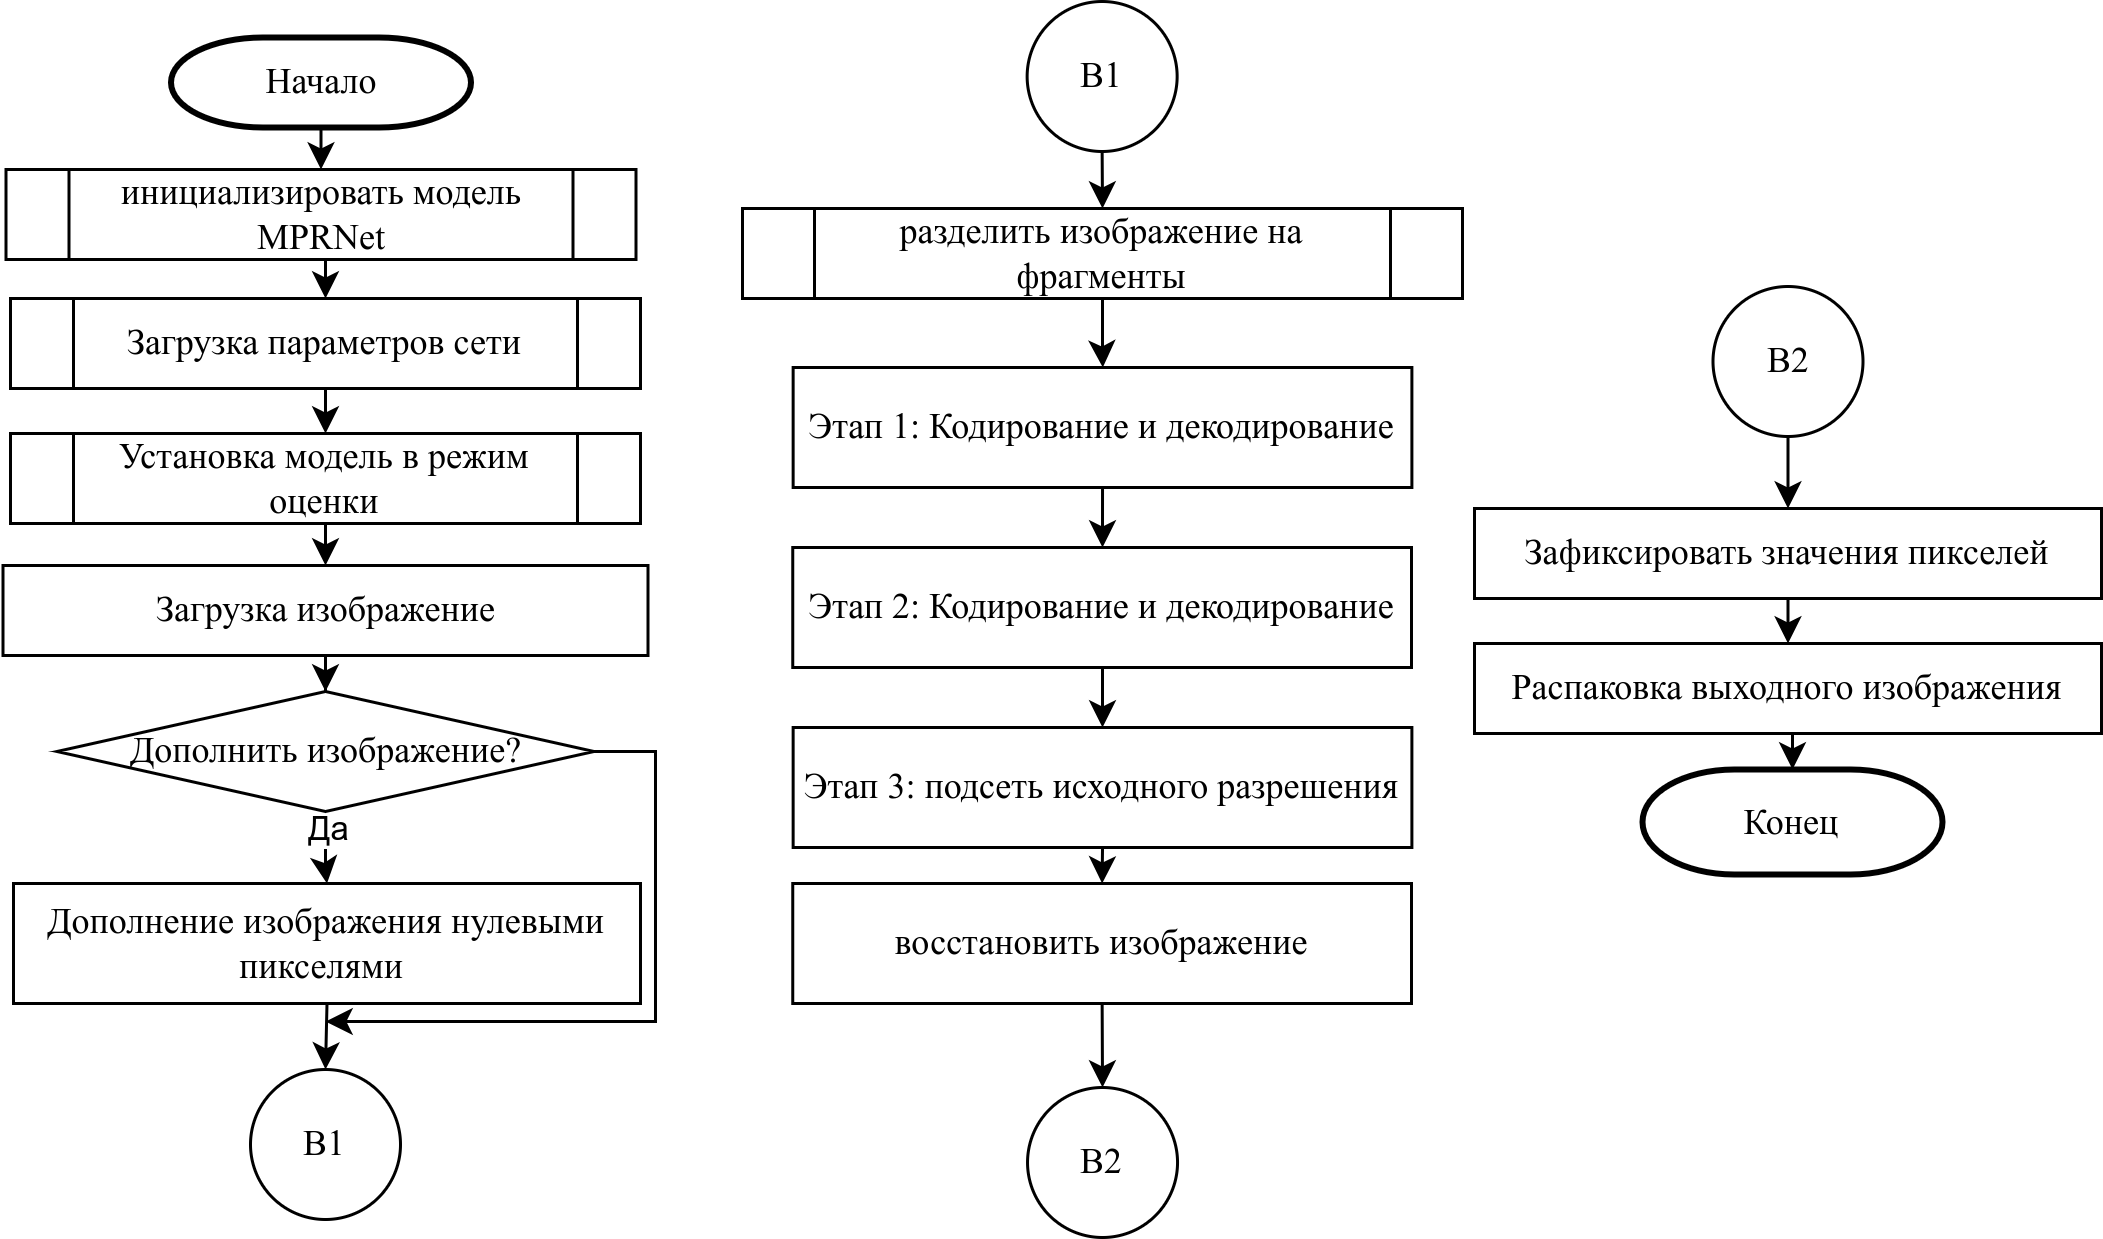 Начало
инициализировать модель
MPRNet
Загрузка параметров сети
Установка модель в режим
оценки
Загрузка изображение
Дополнить изображение?
Да
Дополнение изображения нулевыми
пикселями
B1
B1
разделить изображение на
фрагменты
Этап 1: Кодирование и декодирование
Этап 2: Кодирование и декодирование
Этап 3: подсеть исходного разрешения
восстановить изображение
B2
B2
Зафиксировать значения пикселей
Распаковка выходного изображения
Конец